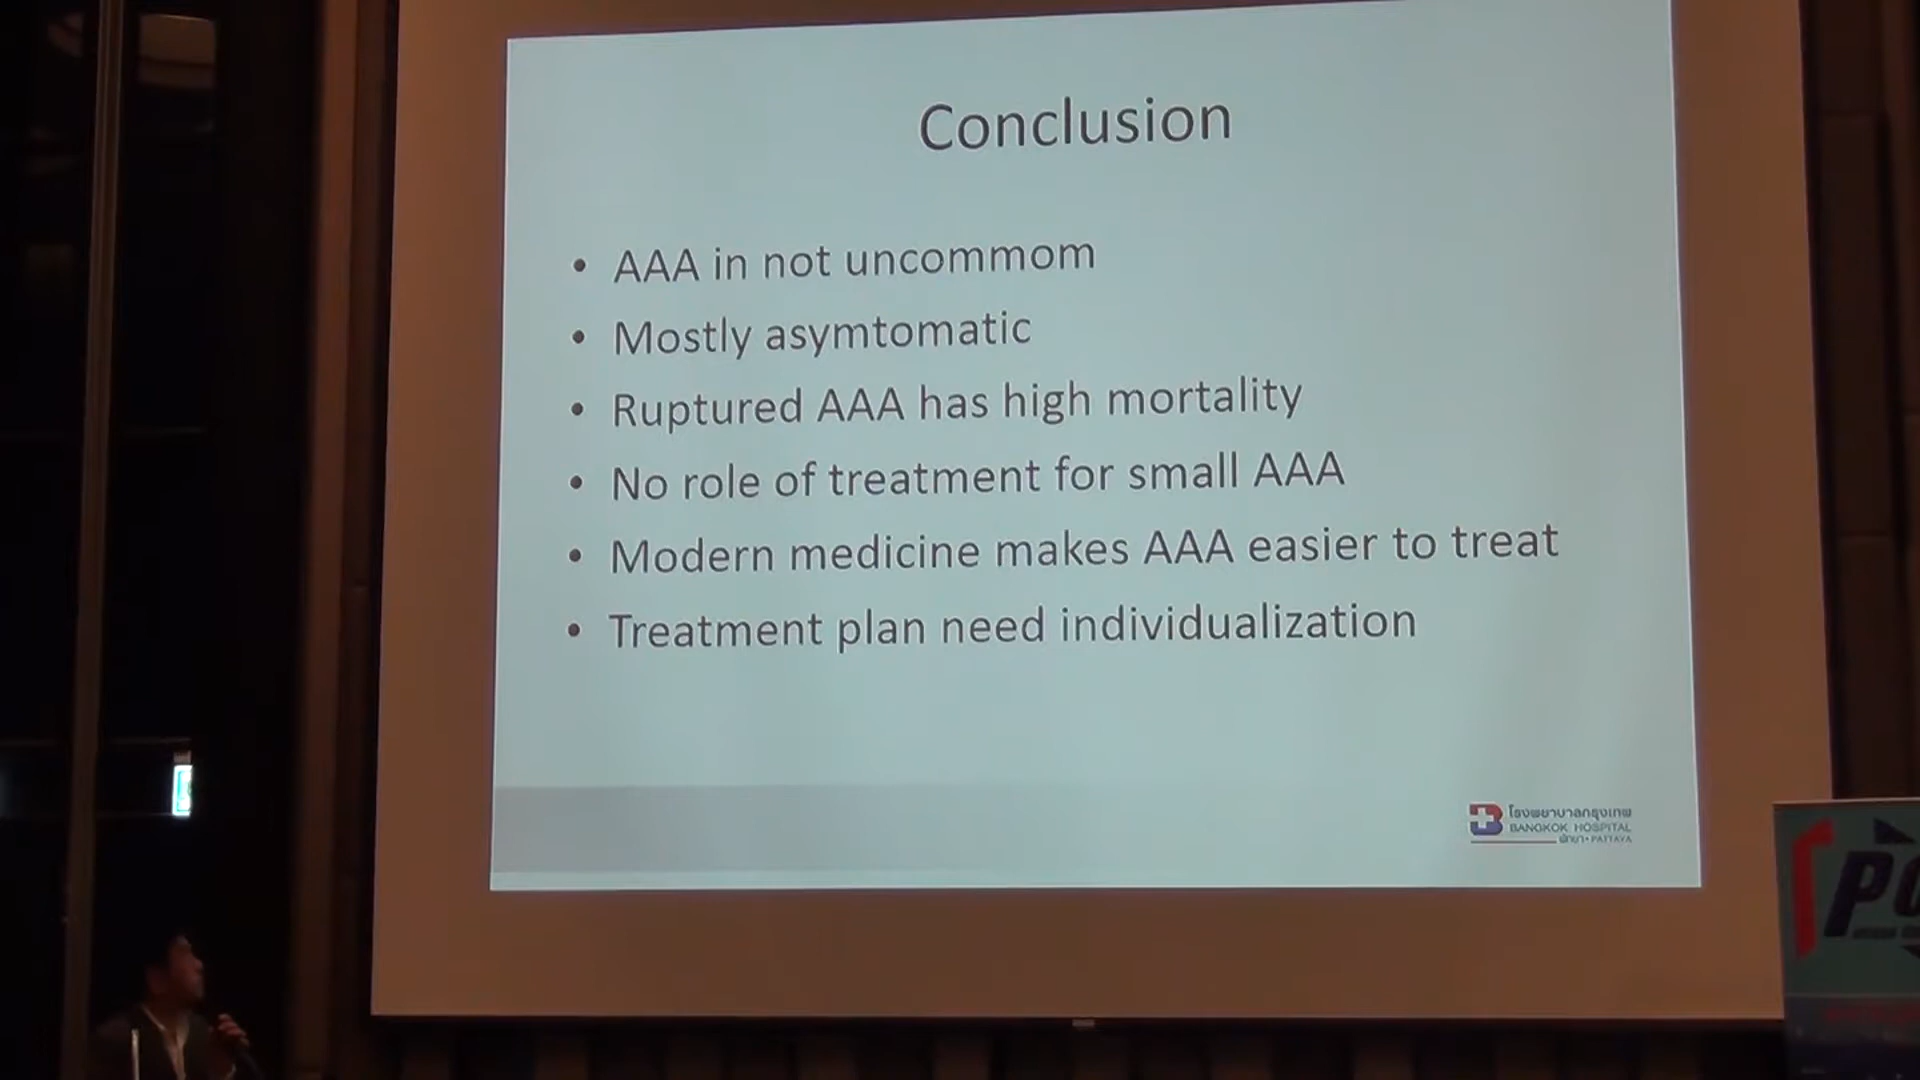 Conclusion
• AAA in not uncommom
• Mostly asymtomatic
• Ruptured AAA has high mortality
• No role of treatment for small AAA
• Modern medicine makes AAA easier to treat
• Treatment plan need individualization
โรงพยาบาลกรุงเทพ
BANGKOK HOSPITAL
พัทยา • PATTAYA